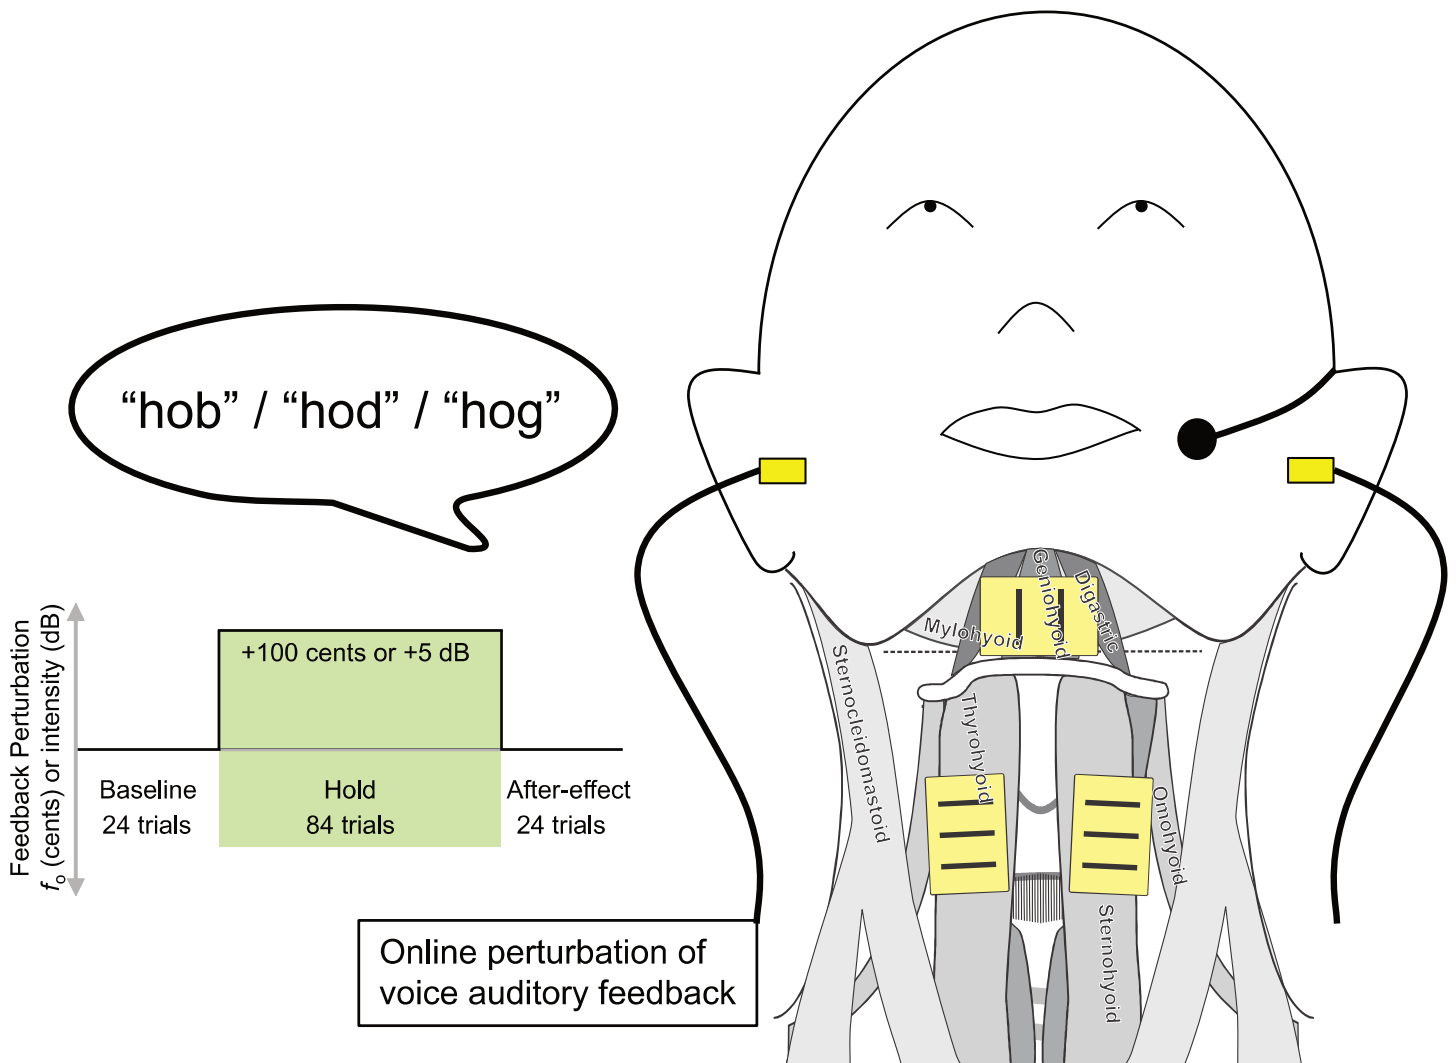 “hob” / “hod” / “hog”
Feedback Perturbation
fo (cents) or intensity (dB)
+100 cents or +5 dB
Baseline
24 trials
Hold
84 trials
After-effect
24 trials
Online perturbation of
voice auditory feedback
Geniohyoid
Digastric
Mylohyoid
Sternocleidomastoid
Thyrohyoid
Omohyoid
Sternohyoid